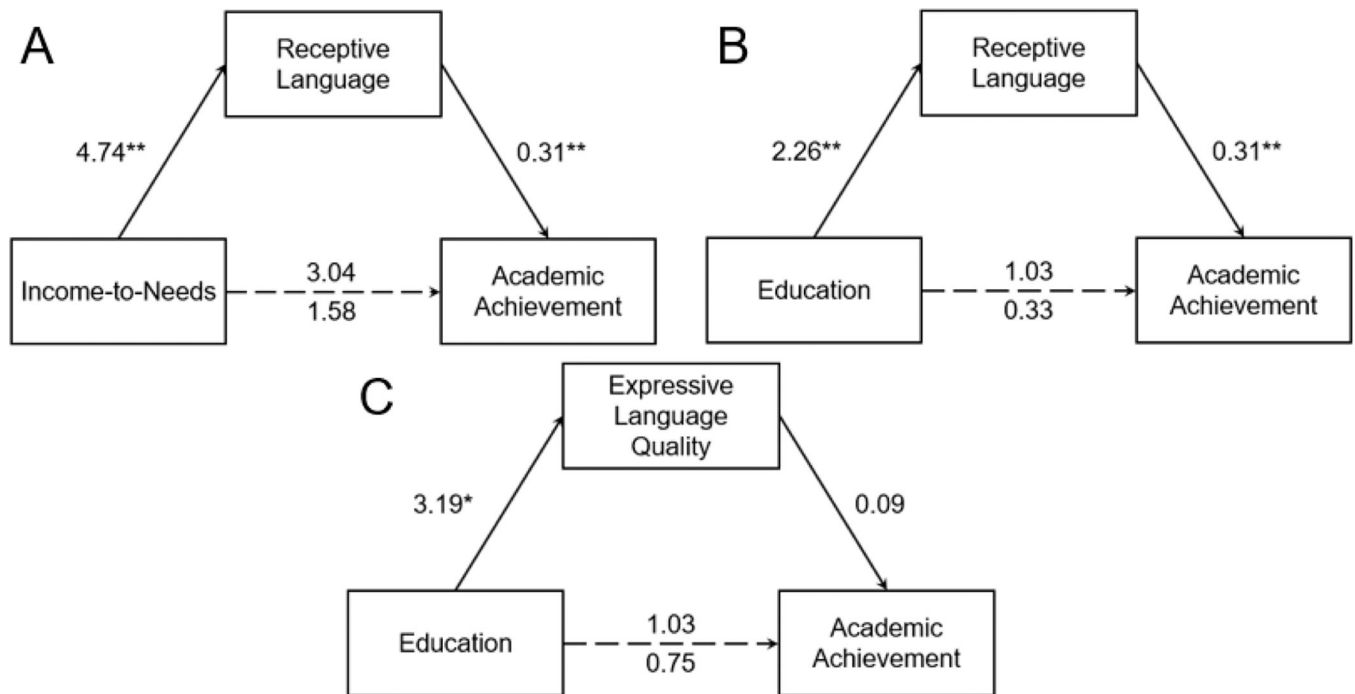 A
Receptive
Language
4.74**
0.31**
Income-to-Needs
3.04
1.58
Academic
Achievement
B
Receptive
Language
2.26**
0.31**
Education
1.03
0.33
Academic
Achievement
C
Expressive
Language
Quality
3.19*
0.09
Education
1.03
0.75
Academic
Achievement